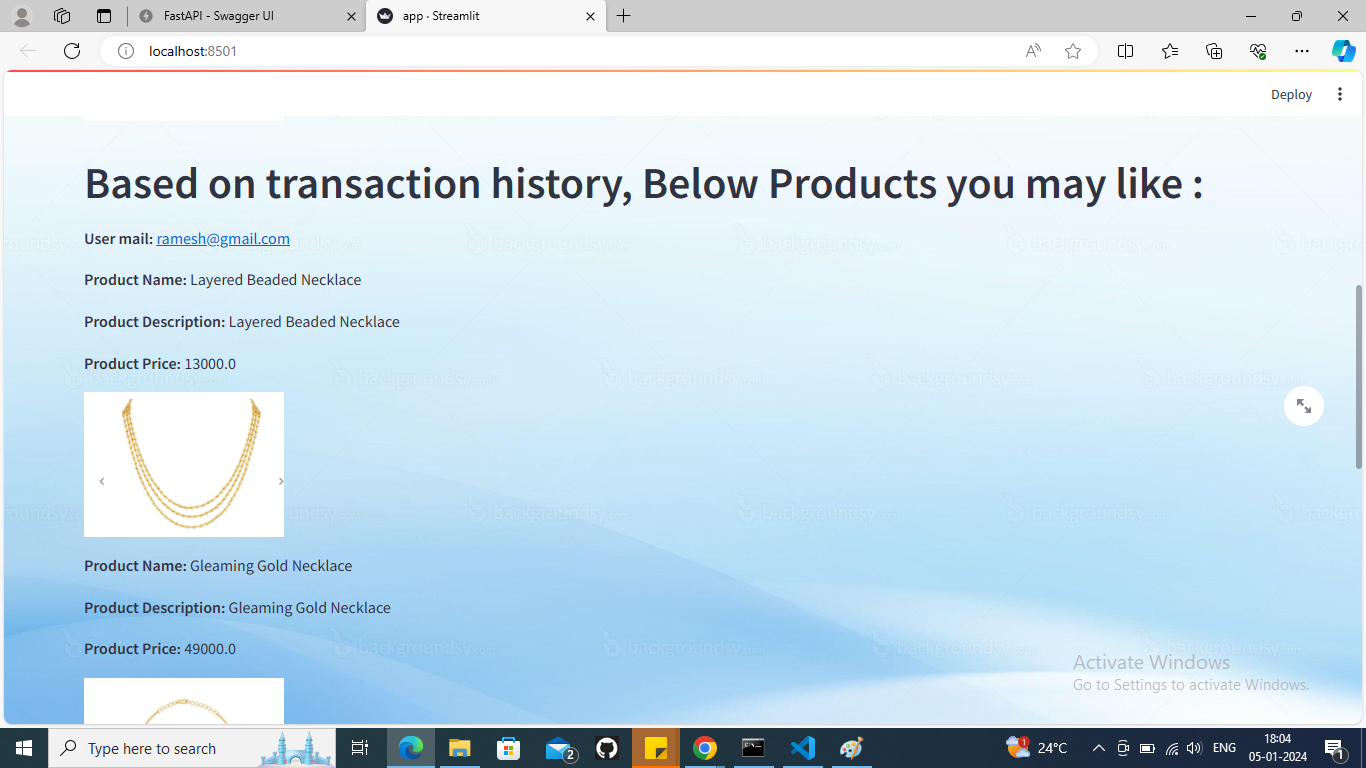 FastAPI - Swagger UI
app · Streamlit
localhost:8501
Deploy
Based on transaction history, Below Products you may like :
User mail: ramesh@gmail.com
Product Name: Layered Beaded Necklace
Product Description: Layered Beaded Necklace
Product Price: 13000.0
Product Name: Gleaming Gold Necklace
Product Description: Gleaming Gold Necklace
Product Price: 49000.0
backgroundsy.com
Activate Windows
Go to Settings to activate Windows.
Type here to search
2
1
24°C
ENG
18:04
05-01-2024
1